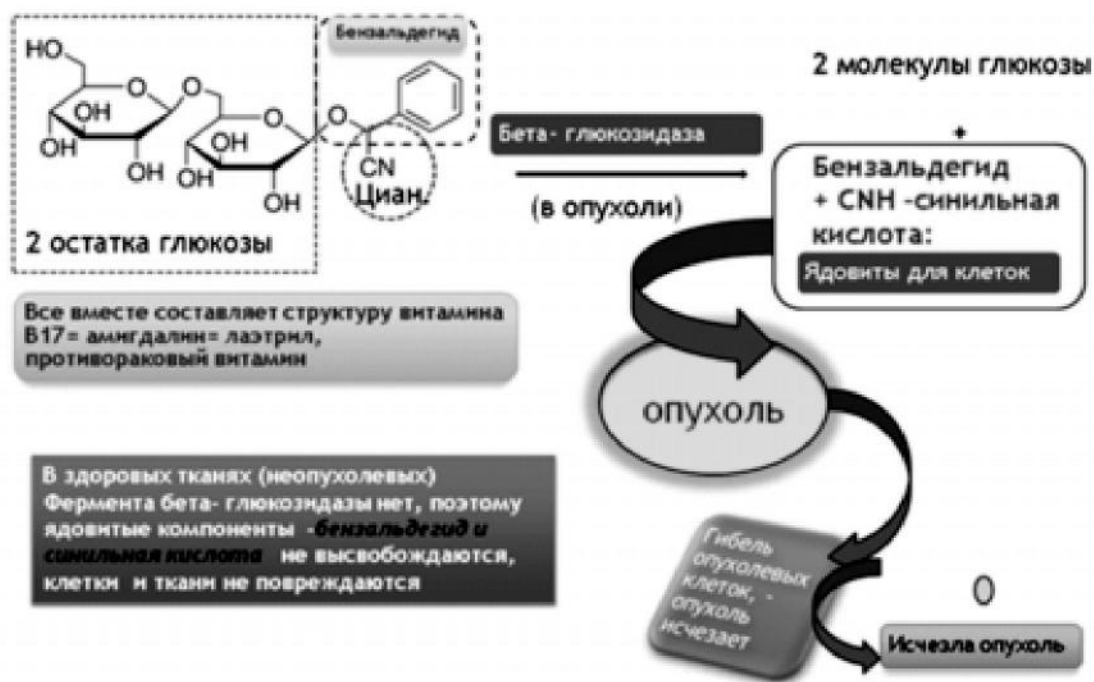 Бензальдегид
HO
O
O
O
O
O
OH
OH
OH
OH
OH
OH
OH
CN
Циан.
2 остатка глюкозы
Бета- глюкозидаза
(в опухоли)
2 молекулы глюкозы
+
Бензальдегид
+ CNH -синильная
кислота:
Ядовиты для клеток
Все вместе составляет структуру витамина
B17= амигдалин= лаэтрил,
противораковый витамин
опухоль
В здоровых тканях (неопухолевых)
Фермента бета- глюкозидазы нет, поэтому
ядовитые компоненты -бензальдегид и
синильная кислота не высвобождаются,
клетки и ткани не повреждаются
Гибель
опухолевых
клеток, -
опухоль
исчезает
Исчезла опухоль